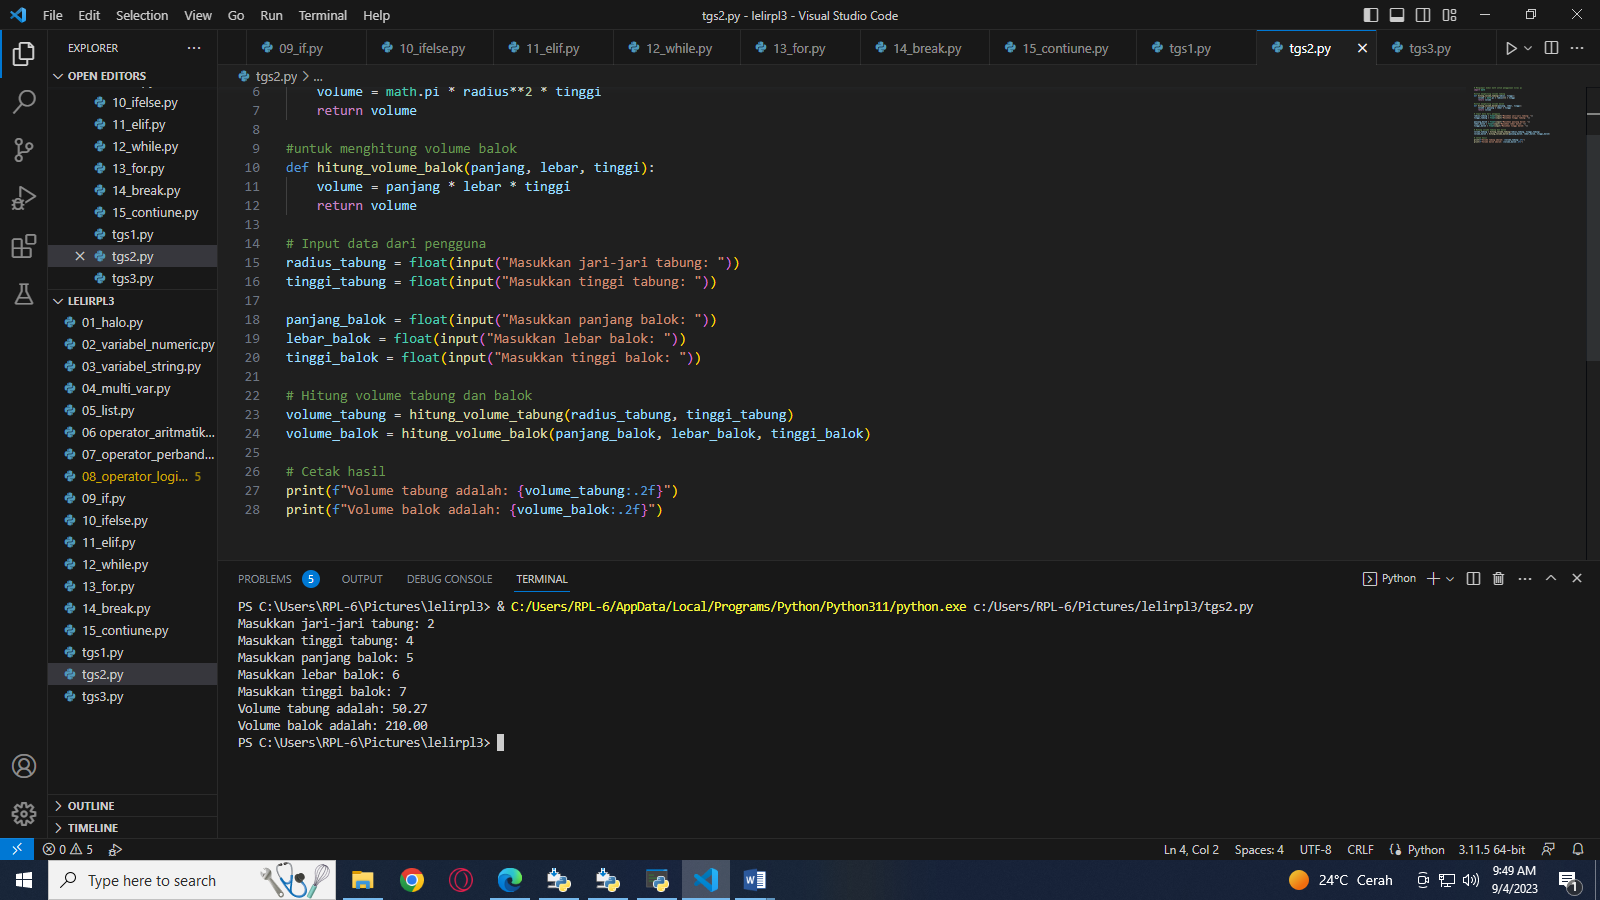 File Edit Selection View Go Run Terminal Help
tgs2.py - lelirpl3 - Visual Studio Code
EXPLORER
OPEN EDITORS
10_ifelse.py
11_elif.py
12_while.py
13_for.py
14_break.py
15_contiune.py
tgs1.py
tgs2.py
tgs3.py
LELIRPL3
01_halo.py
02_variabel_numeric.py
03_variabel_string.py
04_multi_var.py
05_list.py
06 operator_aritmatik...
07_operator_perband...
08_operator_logi... 5
09_if.py
10_ifelse.py
11_elif.py
12_while.py
13_for.py
14_break.py
15_contiune.py
tgs1.py
tgs2.py
tgs3.py
OUTLINE
TIMELINE
09_if.py 10_ifelse.py 11_elif.py 12_while.py 13_for.py 14_break.py 15_contiune.py tgs1.py tgs2.py tgs3.py
tgs2.py > ...
6 volume = math.pi * radius**2 * tinggi
7 return volume
8
9 #untuk menghitung volume balok
10 def hitung_volume_balok(panjang, lebar, tinggi):
11 volume = panjang * lebar * tinggi
12 return volume
13
14 # Input data dari pengguna
15 radius_tabung = float(input("Masukkan jari-jari tabung: "))
16 tinggi_tabung = float(input("Masukkan tinggi tabung: "))
17
18 panjang_balok = float(input("Masukkan panjang balok: "))
19 lebar_balok = float(input("Masukkan lebar balok: "))
20 tinggi_balok = float(input("Masukkan tinggi balok: "))
21
22 # Hitung volume tabung dan balok
23 volume_tabung = hitung_volume_tabung(radius_tabung, tinggi_tabung)
24 volume_balok = hitung_volume_balok(panjang_balok, lebar_balok, tinggi_balok)
25
26 # Cetak hasil
27 print(f"Volume tabung adalah: {volume_tabung:.2f}")
28 print(f"Volume balok adalah: {volume_balok:.2f}")
PROBLEMS 5 OUTPUT DEBUG CONSOLE TERMINAL
Python
PS C:\Users\RPL-6\Pictures\lelirpl3> & C:/Users/RPL-6/AppData/Local/Programs/Python/Python311/python.exe c:/Users/RPL-6/Pictures/lelirpl3/tgs2.py
Masukkan jari-jari tabung: 2
Masukkan tinggi tabung: 4
Masukkan panjang balok: 5
Masukkan lebar balok: 6
Masukkan tinggi balok: 7
Volume tabung adalah: 50.27
Volume balok adalah: 210.00
PS C:\Users\RPL-6\Pictures\lelirpl3>
0 5
Ln 4, Col 2 Spaces: 4 UTF-8 CRLF Python 3.11.5 64-bit
Type here to search
24°C Cerah
9:49 AM
9/4/2023
1